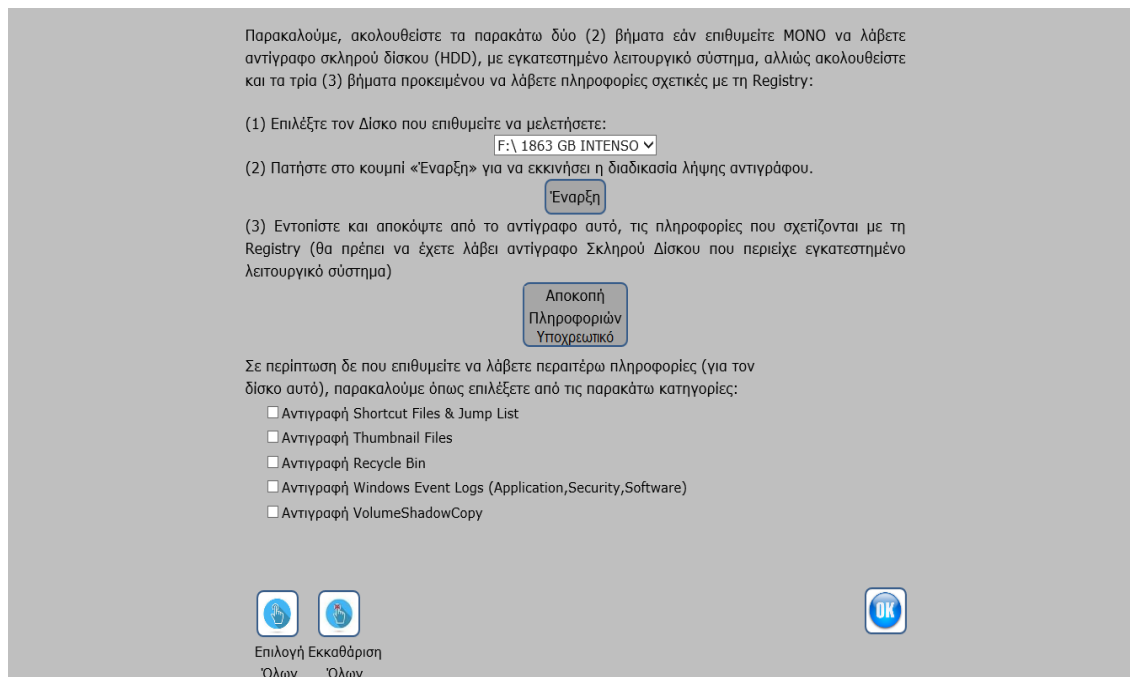 Παρακαλούμε, ακολουθείστε τα παρακάτω δύο (2) βήματα εάν επιθυμείτε ΜΟΝΟ να λάβετε
αντίγραφο σκληρού δίσκου (HDD), με εγκατεστημένο λειτουργικό σύστημα, αλλιώς ακολουθείστε
και τα τρία (3) βήματα προκειμένου να λάβετε πληροφορίες σχετικές με τη Registry:
(1) Επιλέξτε τον Δίσκο που επιθυμείτε να μελετήσετε:
F:\ 1863 GB INTENSO
(2) Πατήστε στο κουμπί «Έναρξη» για να εκκινήσει η διαδικασία λήψης αντιγράφου.
Έναρξη
(3) Εντοπίστε και αποκόψτε από το αντίγραφο αυτό, τις πληροφορίες που σχετίζονται με τη
Registry (θα πρέπει να έχετε λάβει αντίγραφο Σκληρού Δίσκου που περιείχε εγκατεστημένο
λειτουργικό σύστημα)
Αποκοπή
Πληροφοριών
Υποχρεωτικό
Σε περίπτωση δε που επιθυμείτε να λάβετε περαιτέρω πληροφορίες (για τον
δίσκο αυτό), παρακαλούμε όπως επιλέξετε από τις παρακάτω κατηγορίες:
Αντιγραφή Shortcut Files & Jump List
Αντιγραφή Thumbnail Files
Αντιγραφή Recycle Bin
Αντιγραφή Windows Event Logs (Application,Security,Software)
Αντιγραφή VolumeShadowCopy
OK
Επιλογή Εκκαθάριση
Όλων Όλων